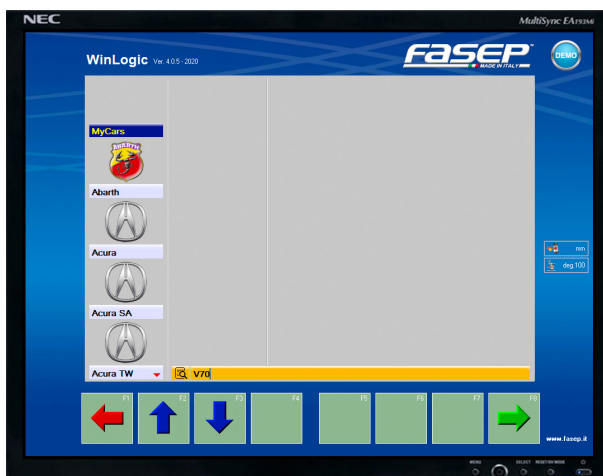 NEC
MultiSync EA193Mi
WinLogic Ver. 4.0.5 - 2020
FASEP
MADE IN ITALY
DEMO
MyCars
ABARTH
Abarth
Acura
Acura SA
Acura TW
V70
mm
deg.100
F1 F2 F3 F4 F5 F6 F7 F8
www.fasep.it
MENU SELECT RESET/DV MODE